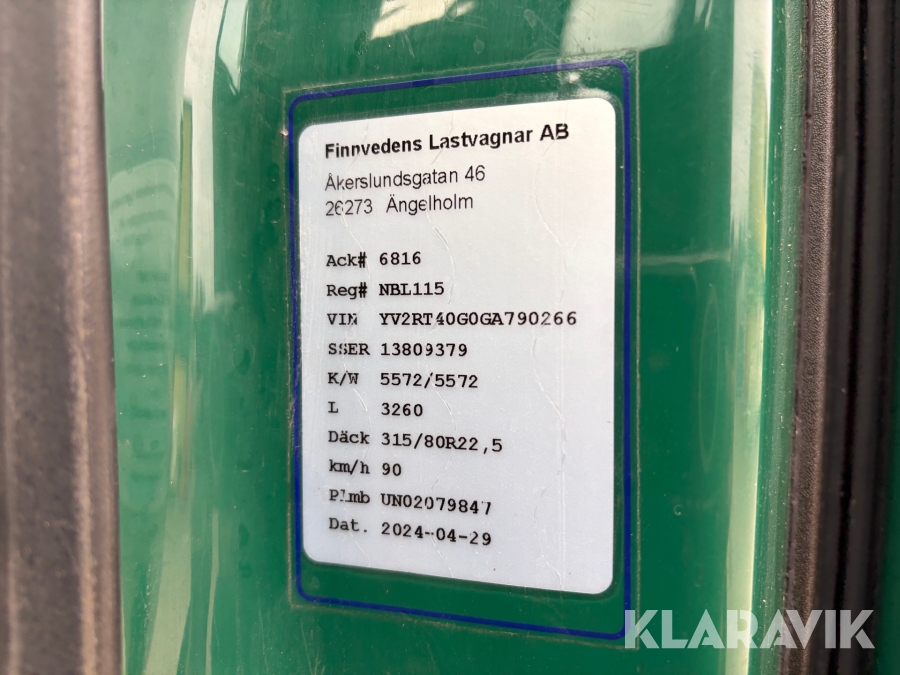 Finnvedens Lastvagnar AB
Åkerslundsgatan 46
26273 Ängelholm
Ack# 6816
Reg# NBL115
VIN YV2RT40G0GA790266
SSER 13809379
K/W 5572/5572
L 3260
Däck 315/80R22,5
km/h 90
Plmb UN02079847
Dat. 2024-04-29
KLARAVIK